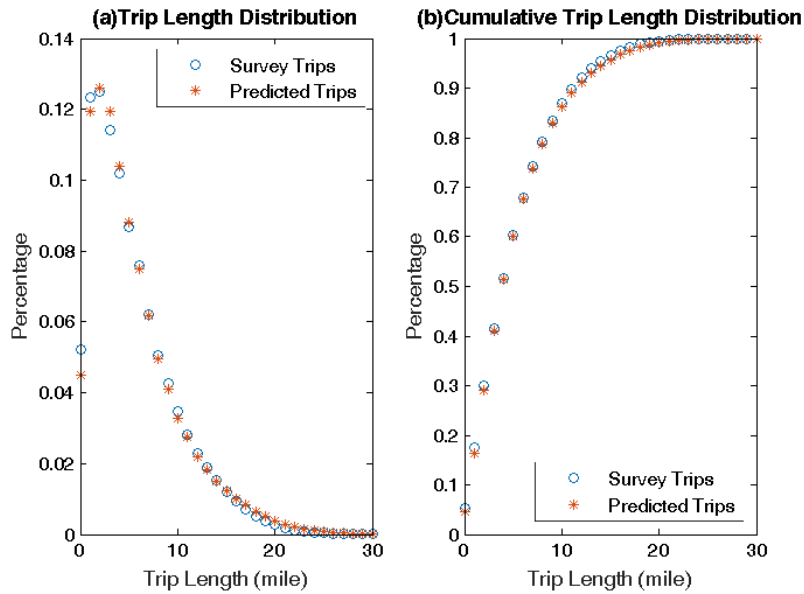 (a)Trip Length Distribution
0.14
0.12
0.1
0.08
0.06
0.04
0.02
0
Percentage
Survey Trips
Predicted Trips
0 10 20 30
Trip Length (mile)
(b)Cumulative Trip Length Distribution
1
0.9
0.8
0.7
0.6
0.5
0.4
0.3
0.2
0.1
0
Percentage
Survey Trips
Predicted Trips
0 10 20 30
Trip Length (mile)